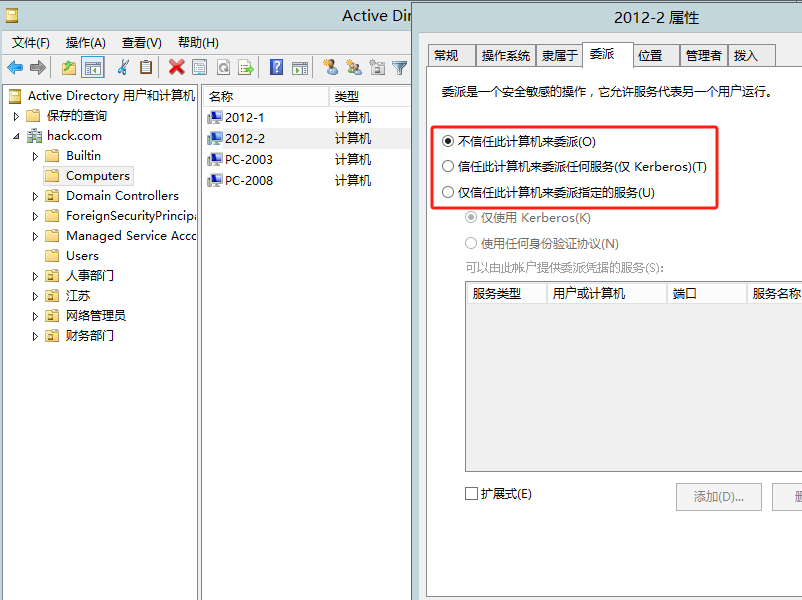 Active Dir
文件(F) 操作(A) 查看(V) 帮助(H)
Active Directory 用户和计算机
保存的查询
hack.com
Builtin
Computers
Domain Controllers
ForeignSecurityPrincipa
Managed Service Acc
Users
人事部门
江苏
网络管理员
财务部门
名称 类型
2012-1 计算机
2012-2 计算机
PC-2003 计算机
PC-2008 计算机
2012-2 属性
常规 操作系统 隶属于 委派 位置 管理者 拨入
委派是一个安全敏感的操作，它允许服务代表另一个用户运行。
不信任此计算机来委派(O)
信任此计算机来委派任何服务(仅 Kerberos)(T)
仅信任此计算机来委派指定的服务(U)
仅使用 Kerberos(K)
使用任何身份验证协议(N)
可以由此帐户提供委派凭据的服务(S):
服务类型 用户或计算机 端口 服务名称
扩展式(E)
添加(D)...